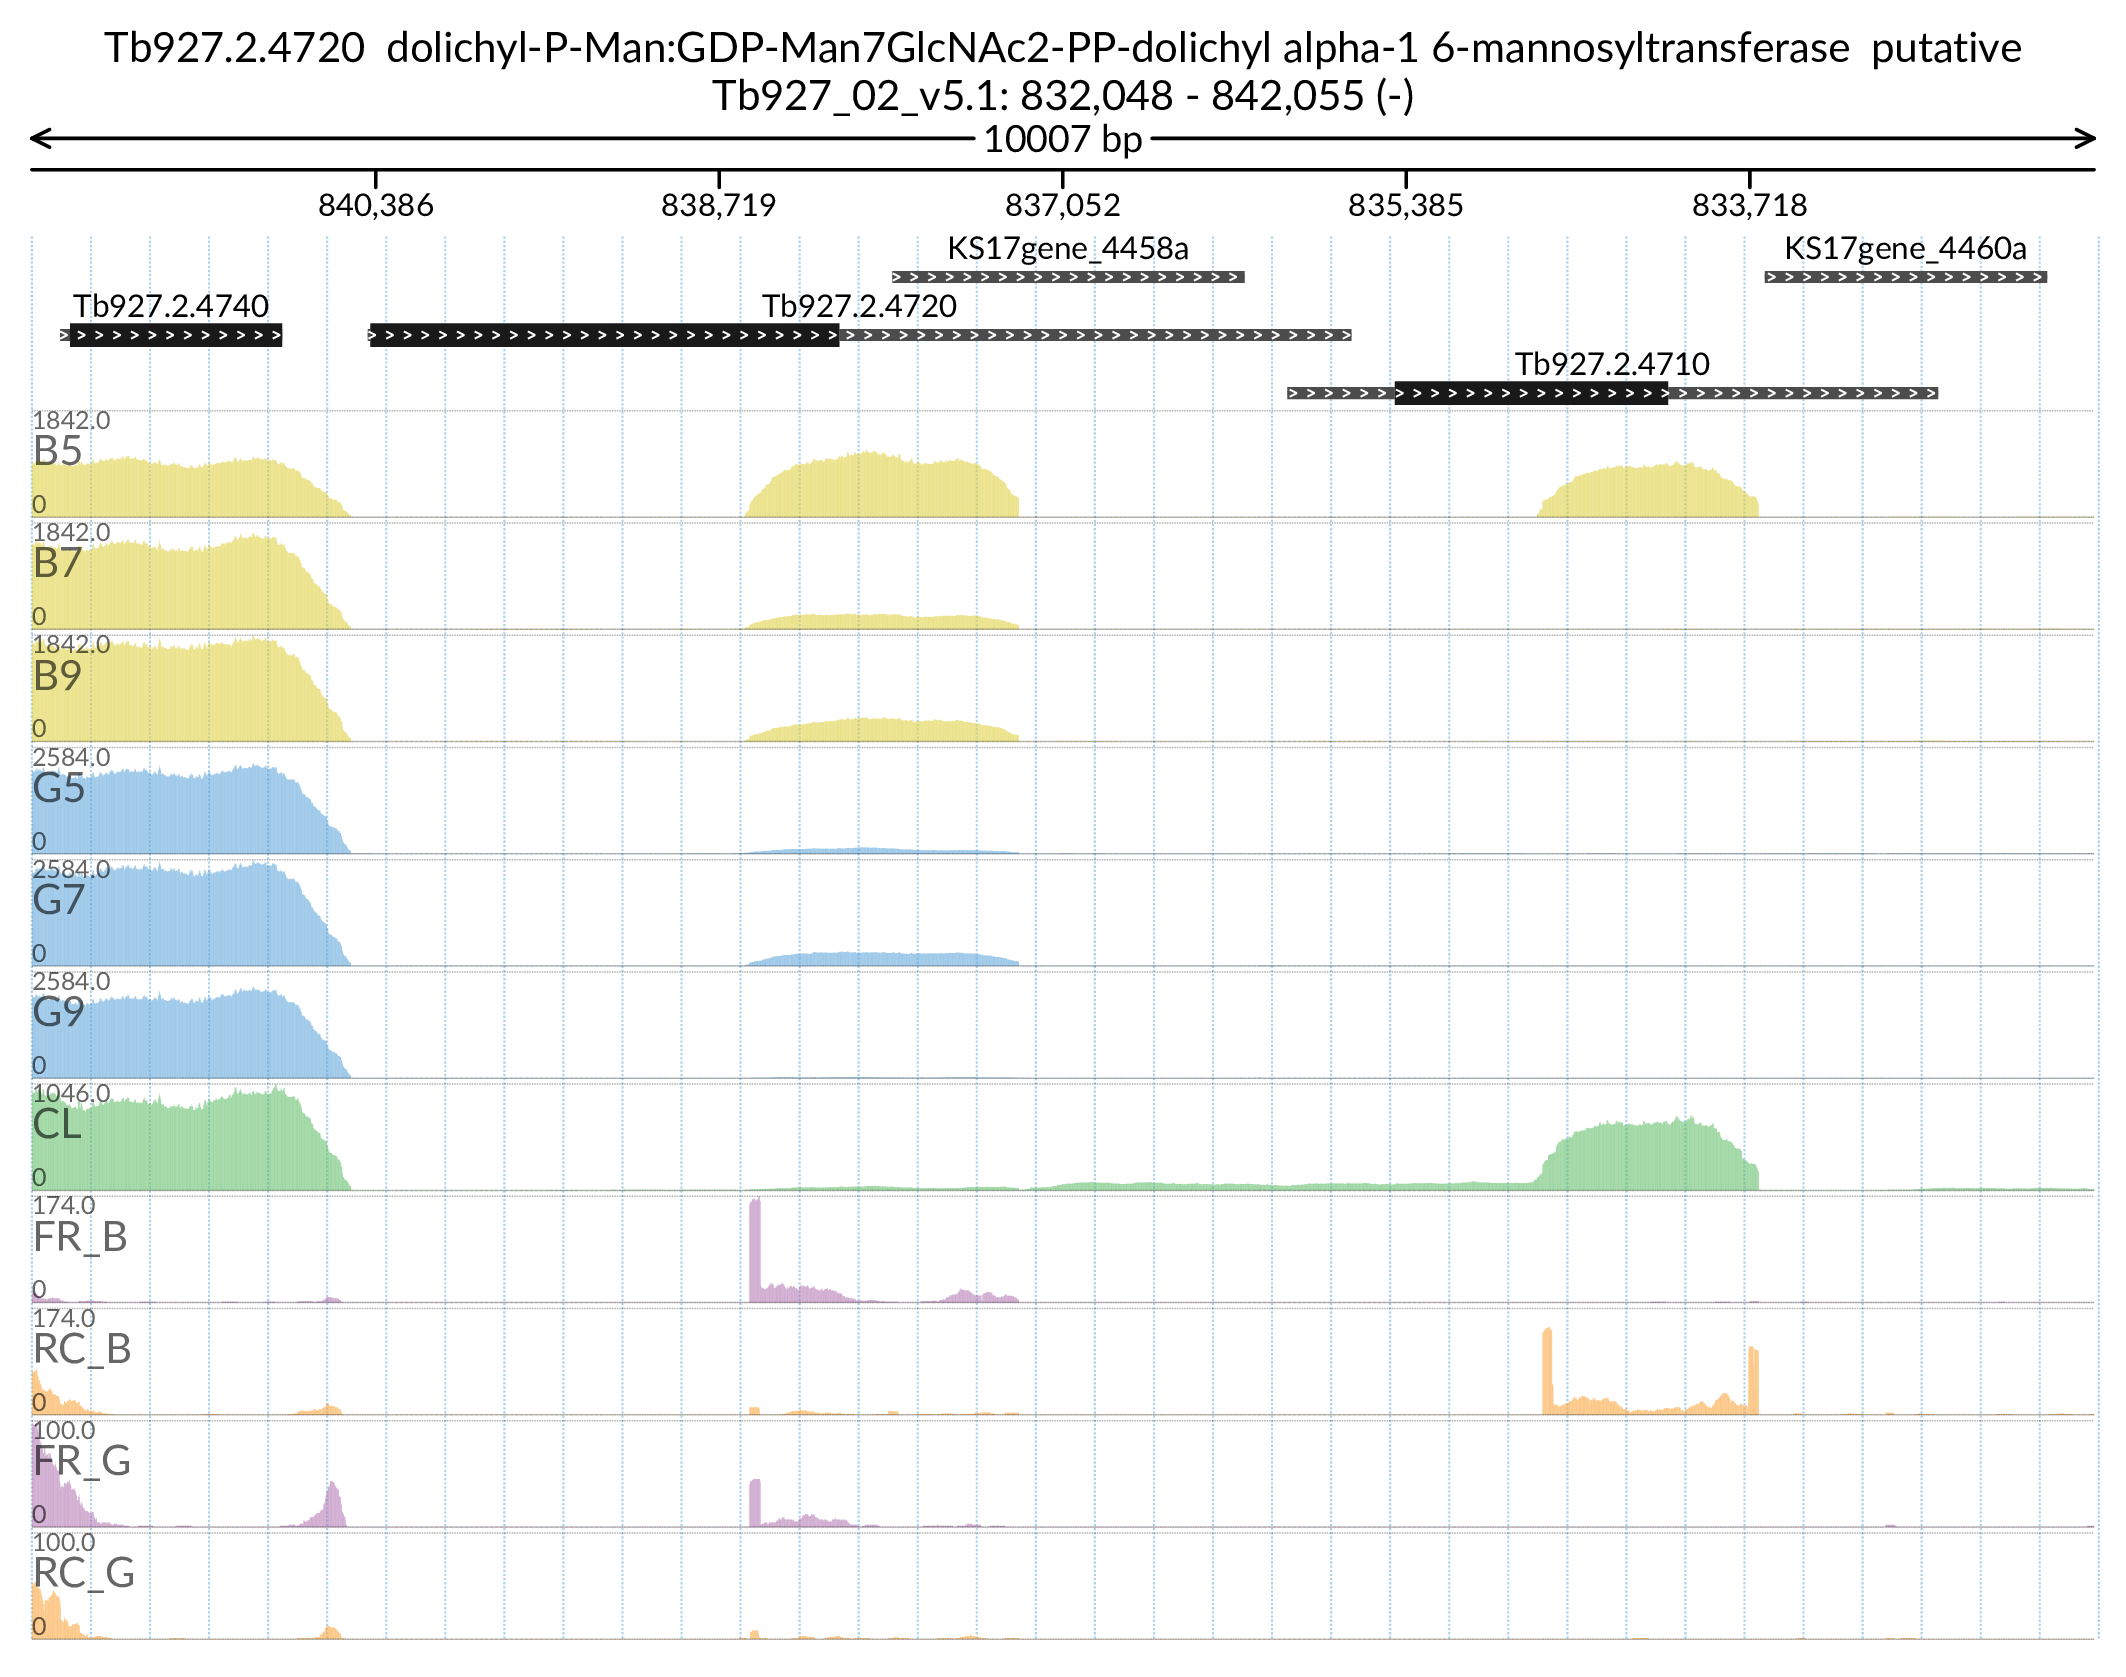 Tb927.2.4720  dolichyl-P-Man:GDP-Man7GlcNAc2-PP-dolichyl alpha-1 6-mannosyltransferase  putative
Tb927_02_v5.1: 832,048 - 842,055 (-)
10007 bp
840,386 838,719 837,052 835,385 833,718
KS17gene_4458a KS17gene_4460a
Tb927.2.4740 Tb927.2.4720
Tb927.2.4710
1842.0
B5
0
1842.0
B7
0
1842.0
B9
0
2584.0
G5
0
2584.0
G7
0
2584.0
G9
0
1046.0
CL
0
174.0
FR_B
0
174.0
RC_B
0
100.0
FR_G
0
100.0
RC_G
0